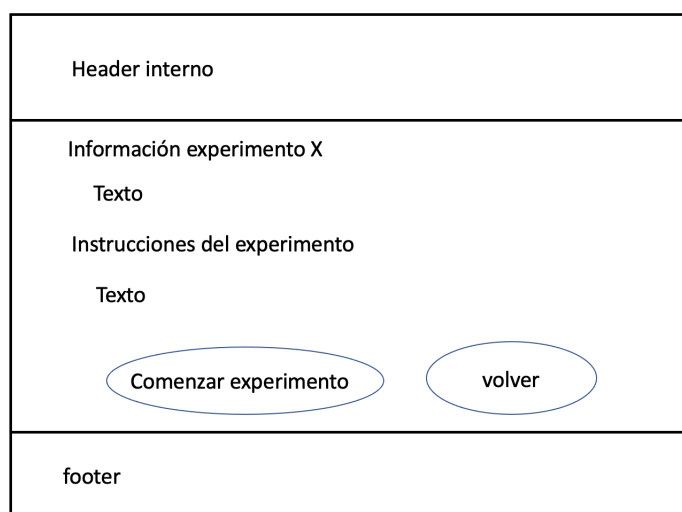 Header interno
Información experimento X
Texto
Instrucciones del experimento
Texto
Comenzar experimento
volver
footer